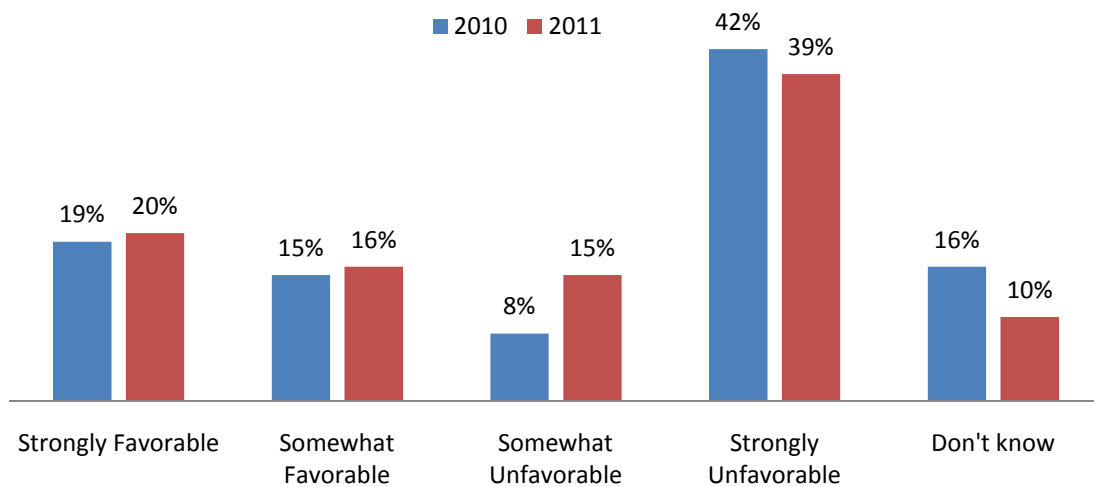 2010 2011
42%
39%
19%
20%
15%
16%
8%
15%
16%
10%
Strongly Favorable
Somewhat
Favorable
Somewhat
Unfavorable
Strongly
Unfavorable
Don't know